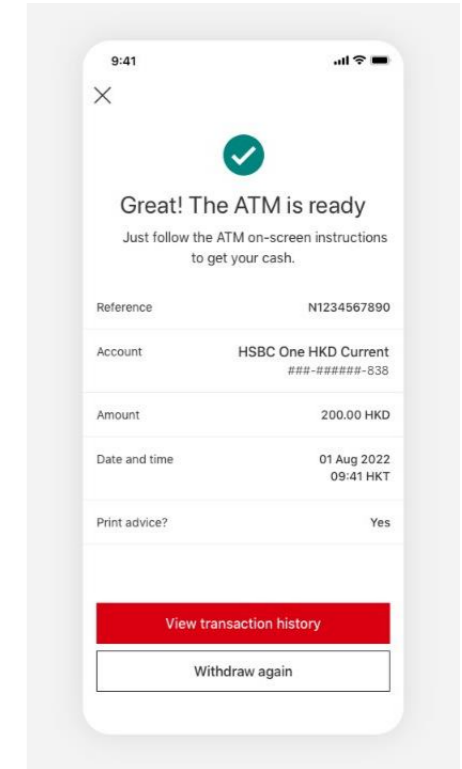 9:41
Great! The ATM is ready
Just follow the ATM on-screen instructions
to get your cash.
Reference N1234567890
Account HSBC One HKD Current
###-######-838
Amount 200.00 HKD
Date and time 01 Aug 2022
09:41 HKT
Print advice? Yes
View transaction history
Withdraw again